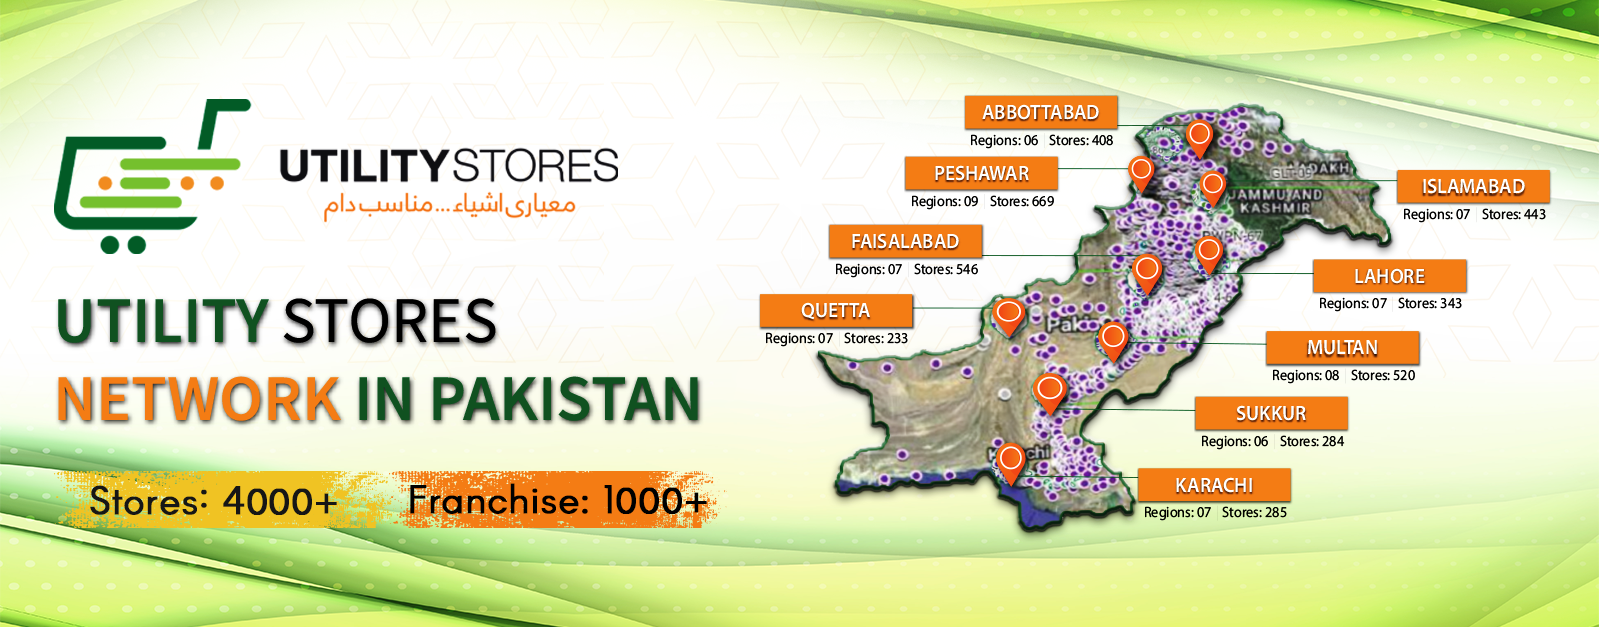 UTILITY STORES
معیاری اشیاء...مناسب دام
UTILITY STORES
NETWORK IN PAKISTAN
Stores: 4000+
Franchise: 1000+
ABBOTTABAD
Regions: 06 Stores: 408
PESHAWAR
Regions: 09 Stores: 669
ISLAMABAD
Regions: 07 Stores: 443
FAISALABAD
Regions: 07 Stores: 546
LAHORE
Regions: 07 Stores: 343
QUETTA
Regions: 07 Stores: 233
MULTAN
Regions: 08 Stores: 520
SUKKUR
Regions: 06 Stores: 284
KARACHI
Regions: 07 Stores: 285
JAMMU AND
KASHMIR